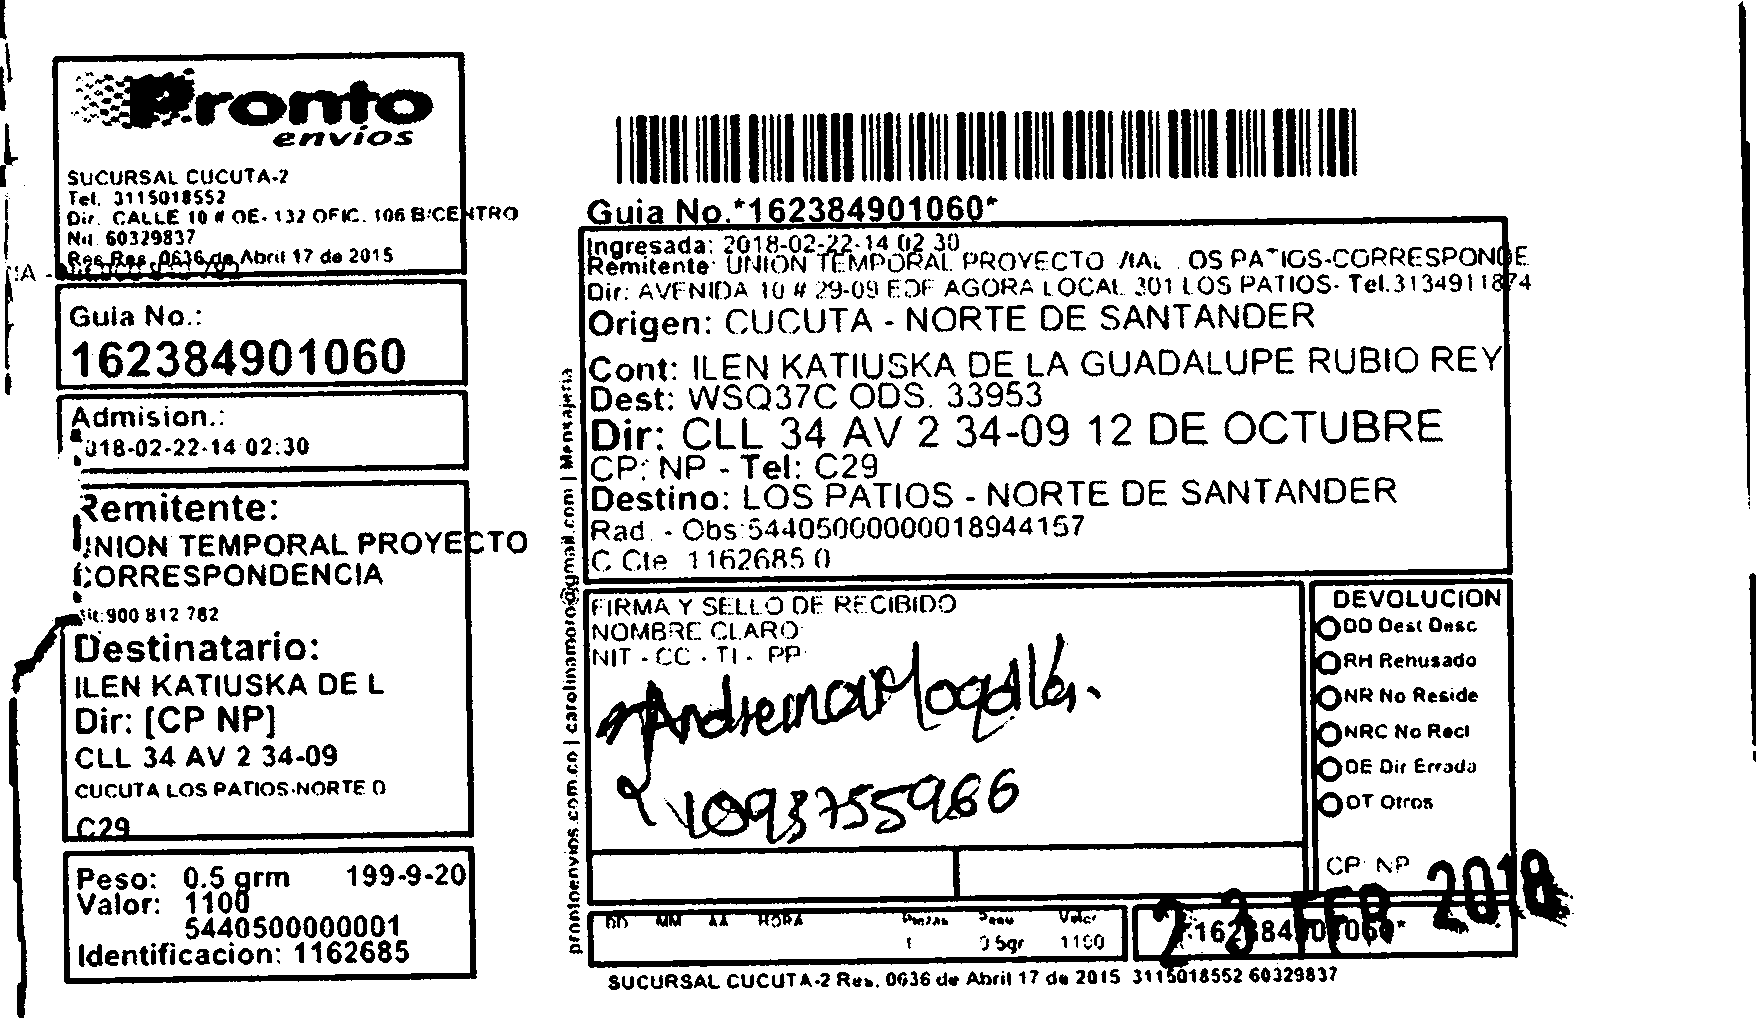 Pronto
envios
SUCURSAL CUCUTA-2
Tel. 3115018552
Dir. CALLE 10 # OE- 132 OFIC. 106 B/CENTRO
Nit. 60329837
Res Res. 0636 de Abril 17 de 2015
Guia No.:
162384901060
Admision.:
018-02-22-14 02:30
Remitente:
UNION TEMPORAL PROYECTO
CORRESPONDENCIA
Nit:900 812 782
Destinatario:
ILEN KATIUSKA DE L
Dir: [CP NP]
CLL 34 AV 2 34-09
CUCUTA LOS PATIOS-NORTE D
C29
Peso: 0.5 grm 199-9-20
Valor: 1100
5440500000001
Identificacion: 1162685
prontoenvios.com.co | carolinamoro@gmail.com | Mensajeria
Guia No.*162384901060*
Ingresada: 2018-02-22-14 02 30
Remitente: UNION TEMPORAL PROYECTO OS PATIOS-CORRESPONDE
Dir: AVENIDA 10 # 29-09 EDF AGORA LOCAL 301 LOS PATIOS- Tel.3134911874
Origen: CUCUTA - NORTE DE SANTANDER
Cont: ILEN KATIUSKA DE LA GUADALUPE RUBIO REY
Dest: WSQ37C ODS. 33953
Dir: CLL 34 AV 2 34-09 12 DE OCTUBRE
CP: NP - Tel: C29
Destino: LOS PATIOS - NORTE DE SANTANDER
Rad. - Obs:54405000000018944157
C Cte 1162685 0
FIRMA Y SELLO DE RECIBIDO
NOMBRE CLARO
NIT - CC - TI - PP
1093755966
DEVOLUCION
DD Dest Desc
RH Rehusado
NR No Reside
NRC No Recl
DE Dir Errada
OT Otros
CP: NP
23 FEB 2018
DD MM AA HORA Piezas Peso Valor
1 0 5gr 1100
*162384901060*
SUCURSAL CUCUTA-2 Res. 0636 de Abril 17 de 2015 3115018552 60329837